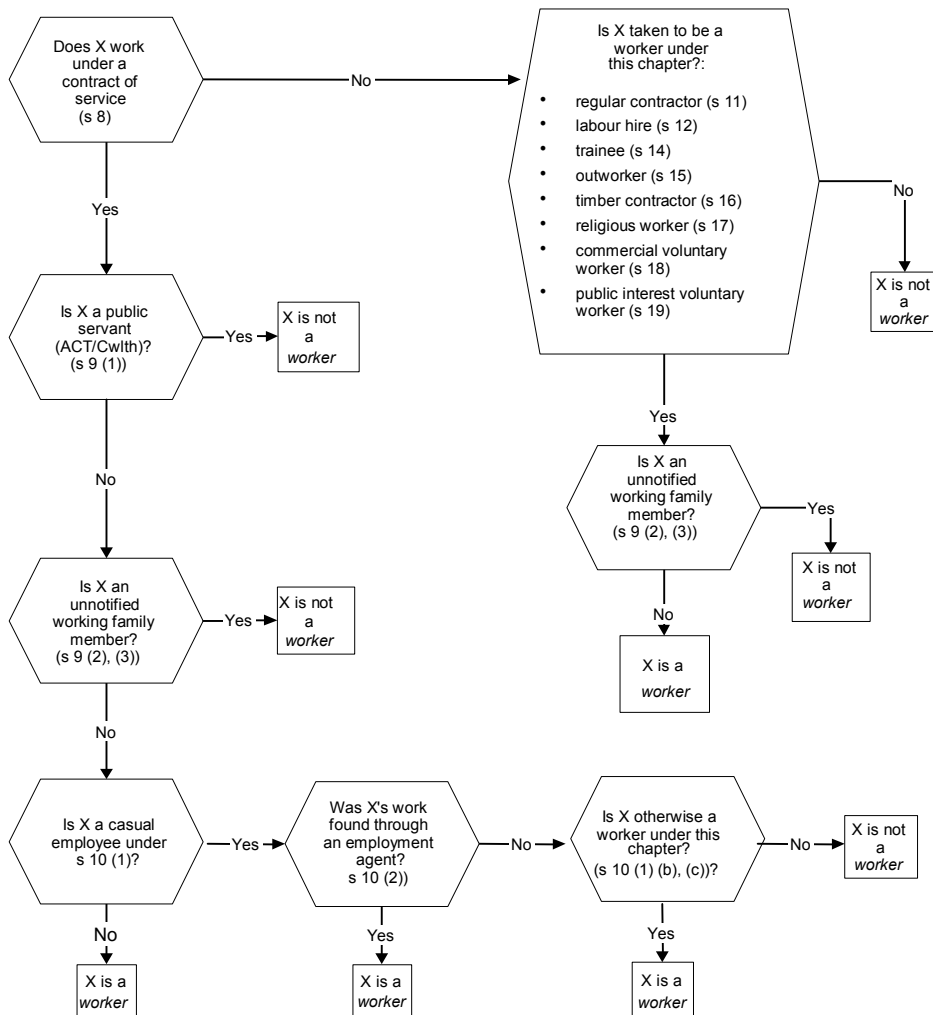 Does X work
under a
contract of
service
(s 8)
No
Is X taken to be a
worker under
this chapter?:
• regular contractor (s 11)
• labour hire (s 12)
• trainee (s 14)
• outworker (s 15)
• timber contractor (s 16)
• religious worker (s 17)
• commercial voluntary
worker (s 18)
• public interest voluntary
worker (s 19)
No
X is not
a
worker
Yes
Is X a public
servant
(ACT/Cwlth)?
(s 9 (1))
Yes
X is not
a
worker
Yes
Is X an
unnotified
working family
member?
(s 9 (2), (3))
Yes
X is not
a
worker
No
X is a
worker
No
Is X an
unnotified
working family
member?
(s 9 (2), (3))
Yes
X is not
a
worker
No
Is X a casual
employee under
s 10 (1)?
Yes
Was X's work
found through
an employment
agent?
s 10 (2))
No
Is X otherwise a
worker under this
chapter?
(s 10 (1) (b), (c))?
No
X is not
a
worker
No
X is a
worker
Yes
X is a
worker
Yes
X is a
worker